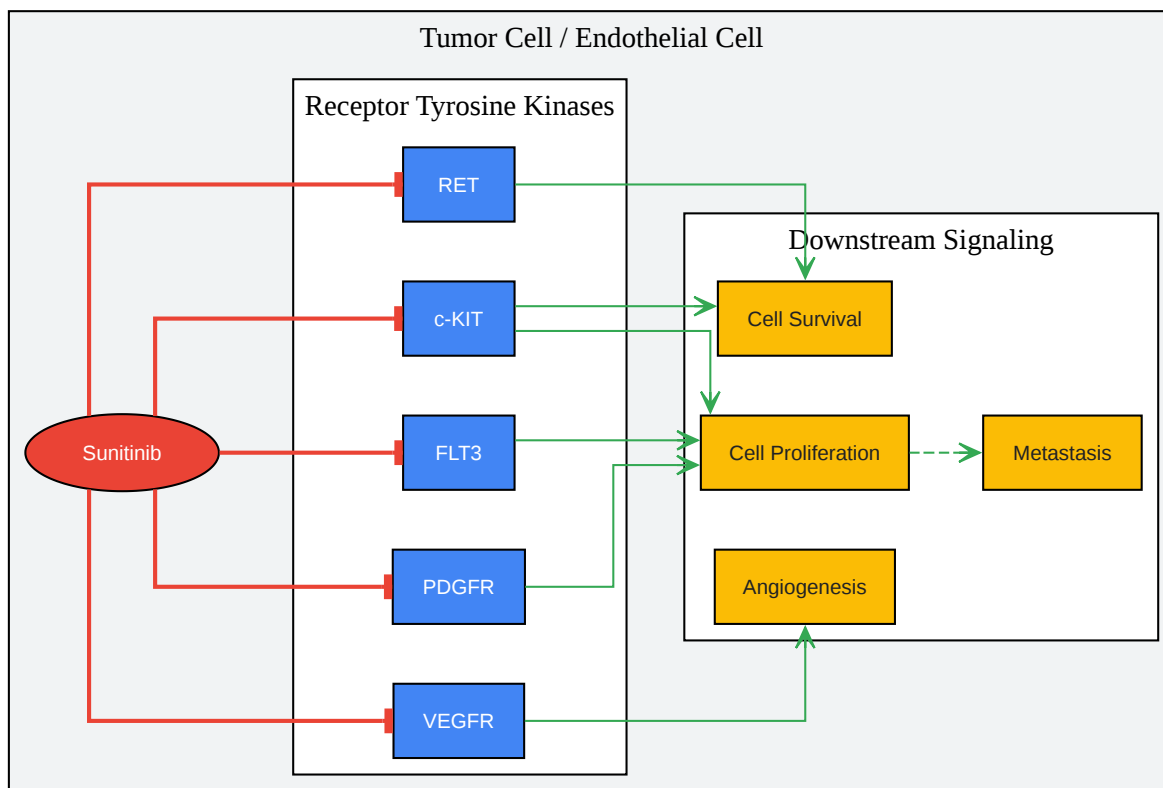 Tumor Cell / Endothelial Cell
Receptor Tyrosine Kinases
RET
Downstream Signaling
c-KIT
Cell Survival
Sunitinib
FLT3
Cell Proliferation
Metastasis
PDGFR
Angiogenesis
VEGFR